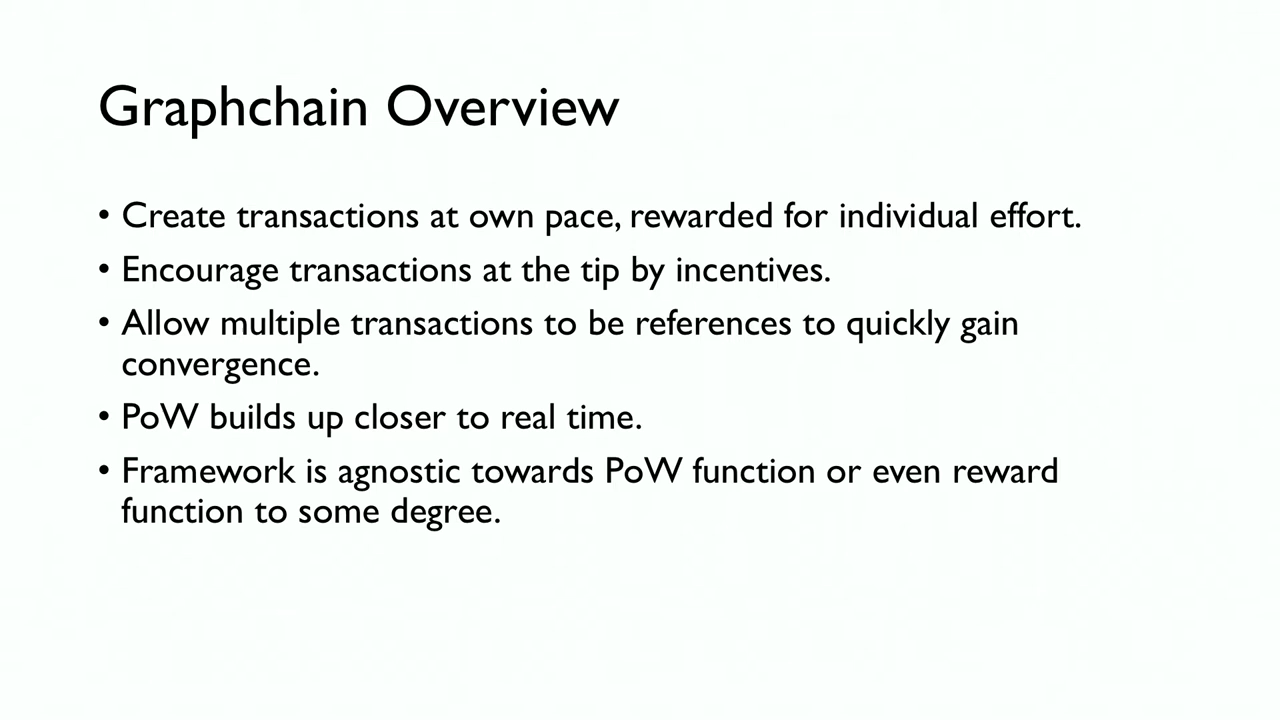 Graphchain Overview
• Create transactions at own pace, rewarded for individual effort.
• Encourage transactions at the tip by incentives.
• Allow multiple transactions to be references to quickly gain
convergence.
• PoW builds up closer to real time.
• Framework is agnostic towards PoW function or even reward
function to some degree.